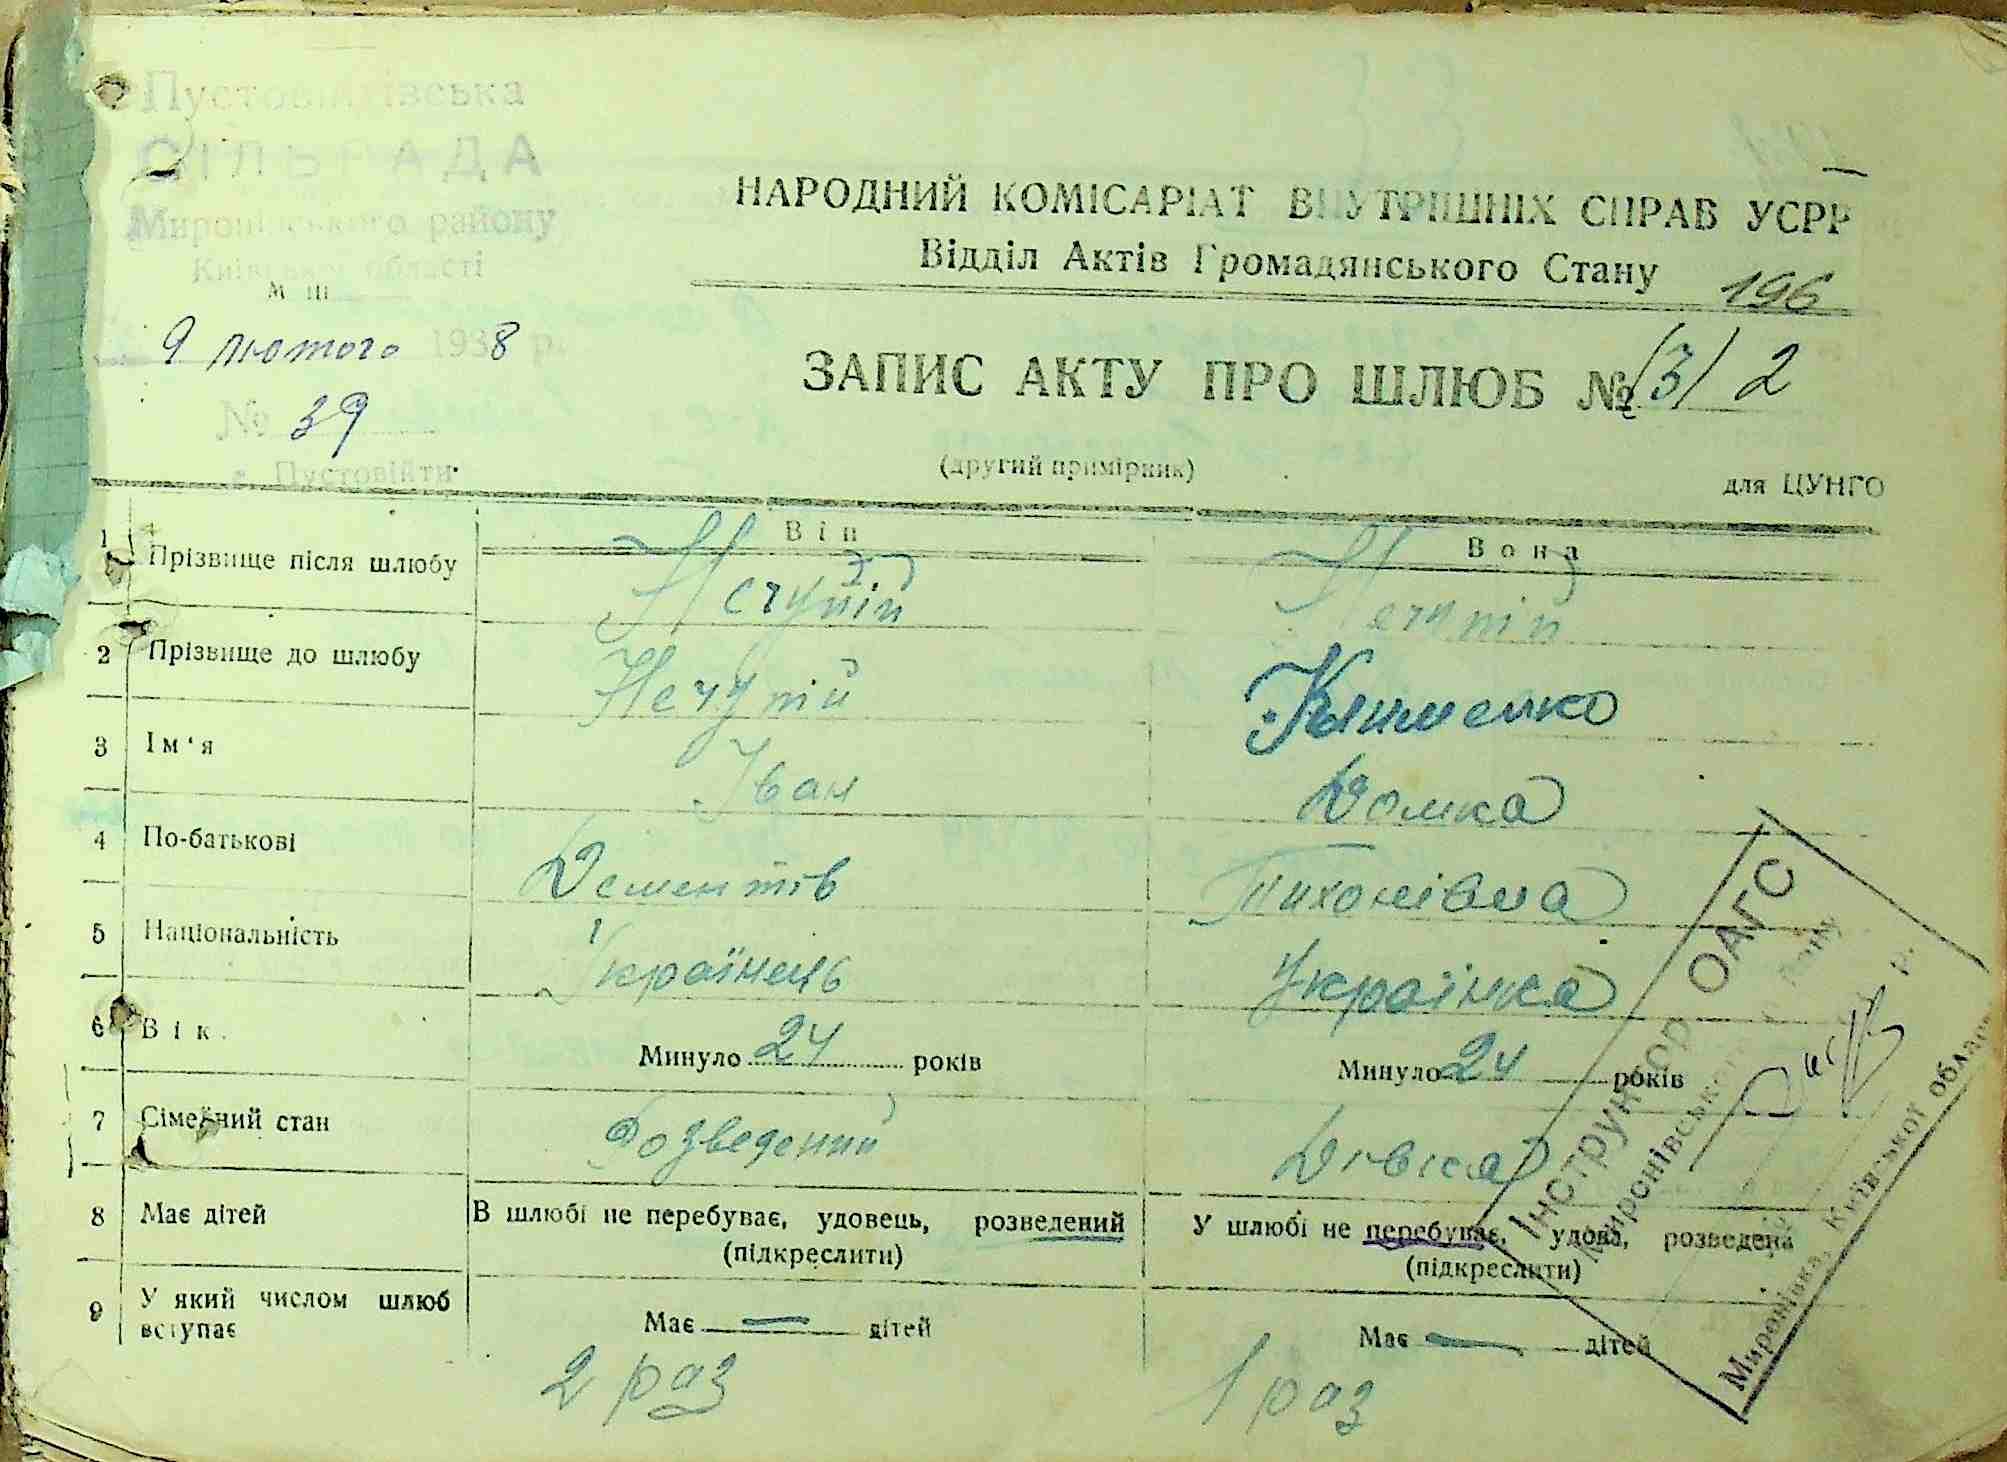 Пустовійтівська
СІЛЬРАДА
Миронівського району
Київської області
9 лютого 1938 р.
№ 39
с. Пустовійти
НАРОДНИЙ КОМІСАРІАТ ВНУТРІШНІХ СПРАВ УСРР
Відділ Актів Громадянського Стану
196
ЗАПИС АКТУ ПРО ШЛЮБ № (3) 2
(другий примірник)
для ЦУНГО
Він
Вона
1 Прізвище після шлюбу Нечупій Нечупій
2 Прізвище до шлюбу Нечупій Клименко
3 Ім'я Іван Домка
4 По-батькові Дементів Тихонівна
5 Національність Українець Українка
6 Вік Минуло 24 років Минуло 24 років
7 Сімейний стан Розведений Дівка
8 Має дітей В шлюбі не перебуває, удовець, розведений У шлюбі не перебуває, удова, розведена
(підкреслити) (підкреслити)
9 У який числом шлюб вступає Має — дітей Має — дітей
2 раз 1 раз
Інструктор ОАГС
Миронівського
Миронівка, Київської області